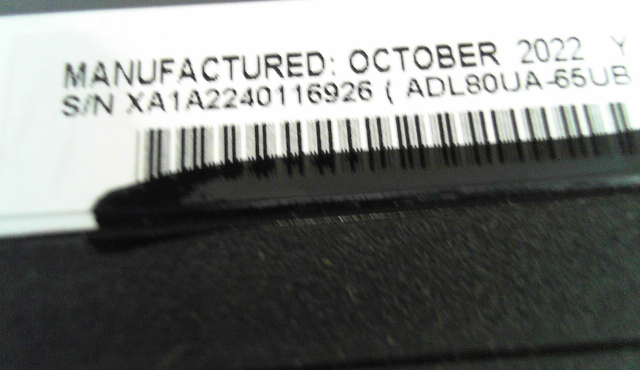 MANUFACTURED: OCTOBER 2022 Y
S/N XA1A2240116926 ( ADL80UA-65UB